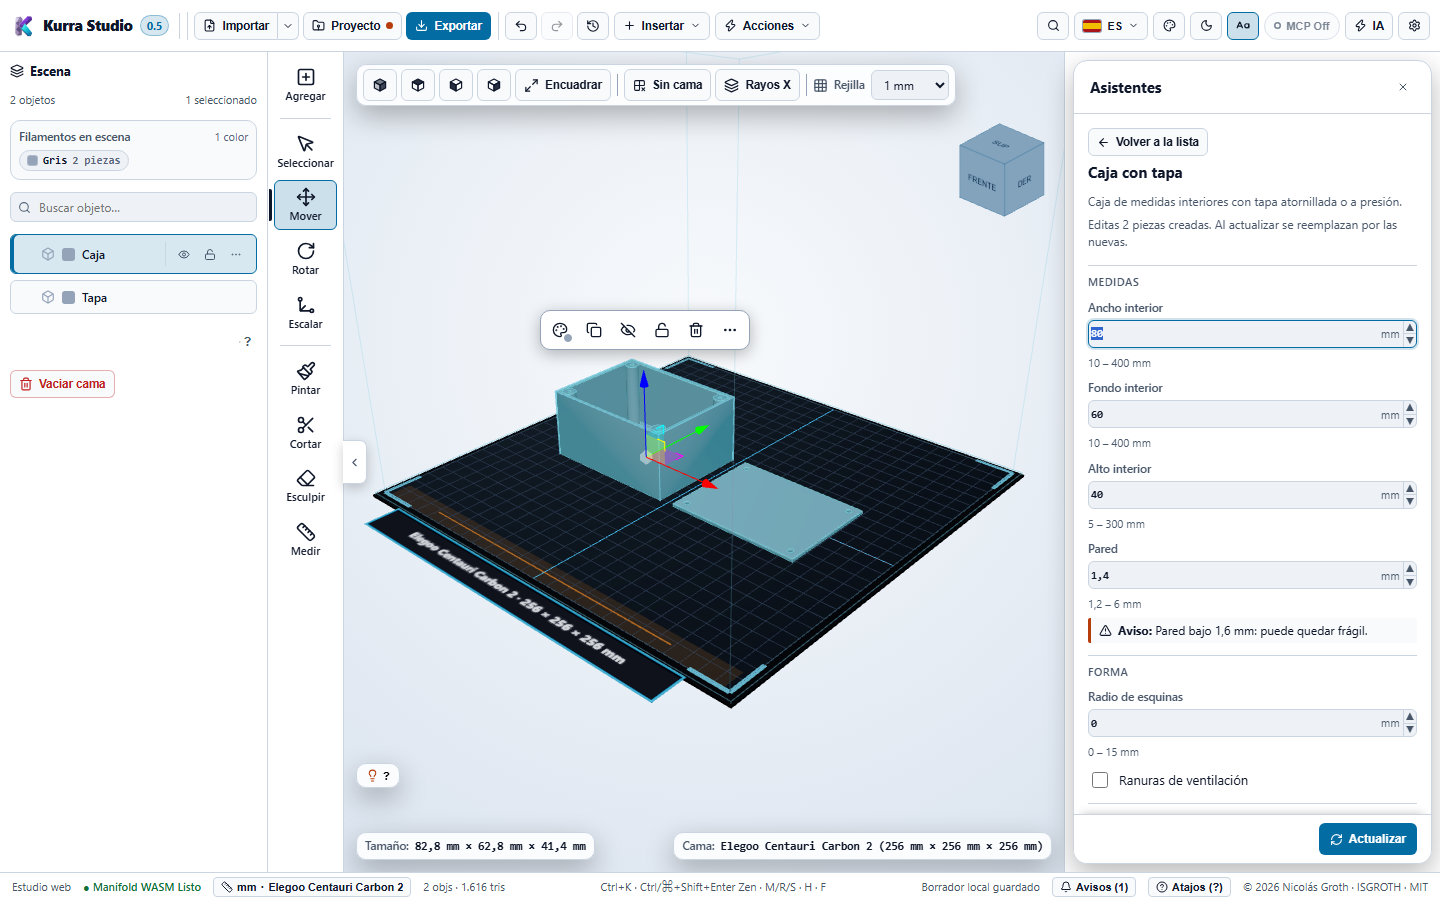 Kurra Studio 0.5
Importar
Proyecto
Exportar
Insertar
Acciones
ES
Aa
MCP Off
IA
Escena
2 objetos 1 seleccionado
Filamentos en escena 1 color
Gris 2 piezas
Buscar objeto...
Caja
Tapa
?
Vaciar cama
Agregar
Seleccionar
Mover
Rotar
Escalar
Pintar
Cortar
Esculpir
Medir
Encuadrar
Sin cama
Rayos X
Rejilla
1 mm
SUP
FRENTE
DER
Elegoo Centauri Carbon 2 · 256 × 256 × 256 mm
?
Tamaño: 82,8 mm × 62,8 mm × 41,4 mm
Cama: Elegoo Centauri Carbon 2 (256 mm × 256 mm × 256 mm)
Asistentes
Volver a la lista
Caja con tapa
Caja de medidas interiores con tapa atornillada o a presión.
Editas 2 piezas creadas. Al actualizar se reemplazan por las
nuevas.
MEDIDAS
Ancho interior
80 mm
10 – 400 mm
Fondo interior
60 mm
10 – 400 mm
Alto interior
40 mm
5 – 300 mm
Pared
1,4 mm
1,2 – 6 mm
Aviso: Pared bajo 1,6 mm: puede quedar frágil.
FORMA
Radio de esquinas
0 mm
0 – 15 mm
Ranuras de ventilación
Actualizar
Estudio web
Manifold WASM Listo
mm · Elegoo Centauri Carbon 2
2 objs · 1.616 tris
Ctrl+K · Ctrl/⌘+Shift+Enter Zen · M/R/S · H · F
Borrador local guardado
Avisos (1)
Atajos (?)
© 2026 Nicolás Groth · ISGROTH · MIT